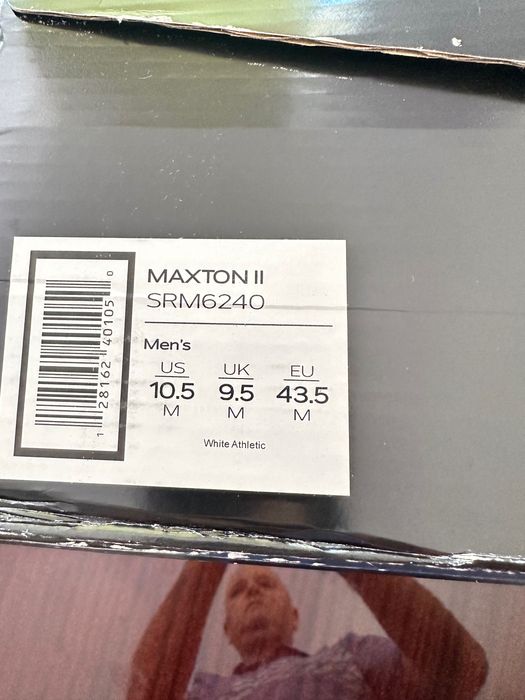 MAXTON II
SRM6240
Men's
US UK EU
10.5 9.5 43.5
M M M
White Athletic
1 28162 40105 0